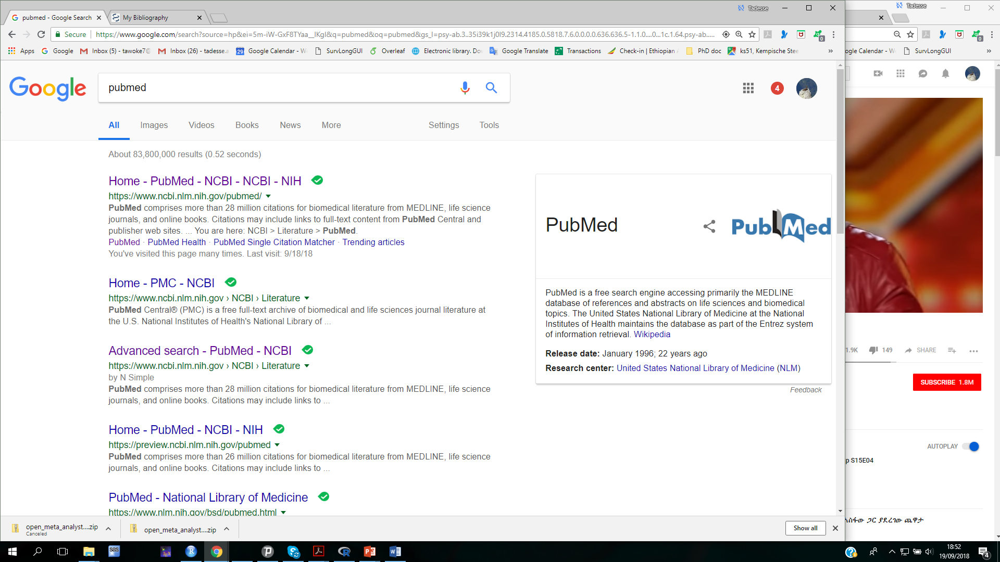 Tadesse
Tadesse
pubmed - Google Search
My Bibliography
Secure
https://www.google.com/search?source=hp&ei=5m-iW-GxF8TYaa__IKgI&q=pubmed&oq=pubmed&gs_l=psy-ab.3..35i39k1j0l9.2314.4185.0.5818.7.6.0.0.0.0.636.636.5-1.1.0....0...1c.1.64.psy-ab.....
0
0
Apps
Google
Inbox (5) - tawoke7@
Inbox (26) - tadesse.a
29
Google Calendar - W
SurvLongGUI
Overleaf
Electronic library. Do
Google Translate
Transactions
Check-in | Ethiopian
PhD doc
ks51, Kempische Stee
»
ogle Calendar - W
SurvLongGUI
»
Google
pubmed
4
All
Images
Videos
Books
News
More
Settings
Tools
About 83,800,000 results (0.52 seconds)
Home - PubMed - NCBI - NCBI - NIH
https://www.ncbi.nlm.nih.gov/pubmed/
PubMed comprises more than 28 million citations for biomedical literature from MEDLINE, life science
journals, and online books. Citations may include links to full-text content from PubMed Central and
publisher web sites. ... You are here: NCBI > Literature > PubMed.
PubMed · PubMed Health · PubMed Single Citation Matcher · Trending articles
You've visited this page many times. Last visit: 9/18/18
Home - PMC - NCBI
https://www.ncbi.nlm.nih.gov › NCBI › Literature
PubMed Central® (PMC) is a free full-text archive of biomedical and life sciences journal literature at
the U.S. National Institutes of Health's National Library of ...
Advanced search - PubMed - NCBI
https://www.ncbi.nlm.nih.gov › NCBI › Literature
by N Simple
PubMed comprises more than 28 million citations for biomedical literature from MEDLINE, life science
journals, and online books. Citations may include links to ...
Home - PubMed - NCBI - NIH
https://preview.ncbi.nlm.nih.gov/pubmed
PubMed comprises more than 26 million citations for biomedical literature from MEDLINE, life science
journals, and online books. Citations may include links to ...
PubMed - National Library of Medicine
https://www.nlm.nih.gov/bsd/pubmed.html
PubMed
PubMed
PubMed is a free search engine accessing primarily the MEDLINE
database of references and abstracts on life sciences and biomedical
topics. The United States National Library of Medicine at the National
Institutes of Health maintains the database as part of the Entrez system
of information retrieval. Wikipedia
Release date: January 1996; 22 years ago
Research center: United States National Library of Medicine (NLM)
Feedback
1.9K
149
SHARE
SUBSCRIBE 1.8M
AUTOPLAY
p S15E04
አስፋው ጋር ያደረገው ጨዋታ
open_meta_analyst....zip
Canceled
open_meta_analyst....zip
Show all
sas
18:52
19/09/2018
4